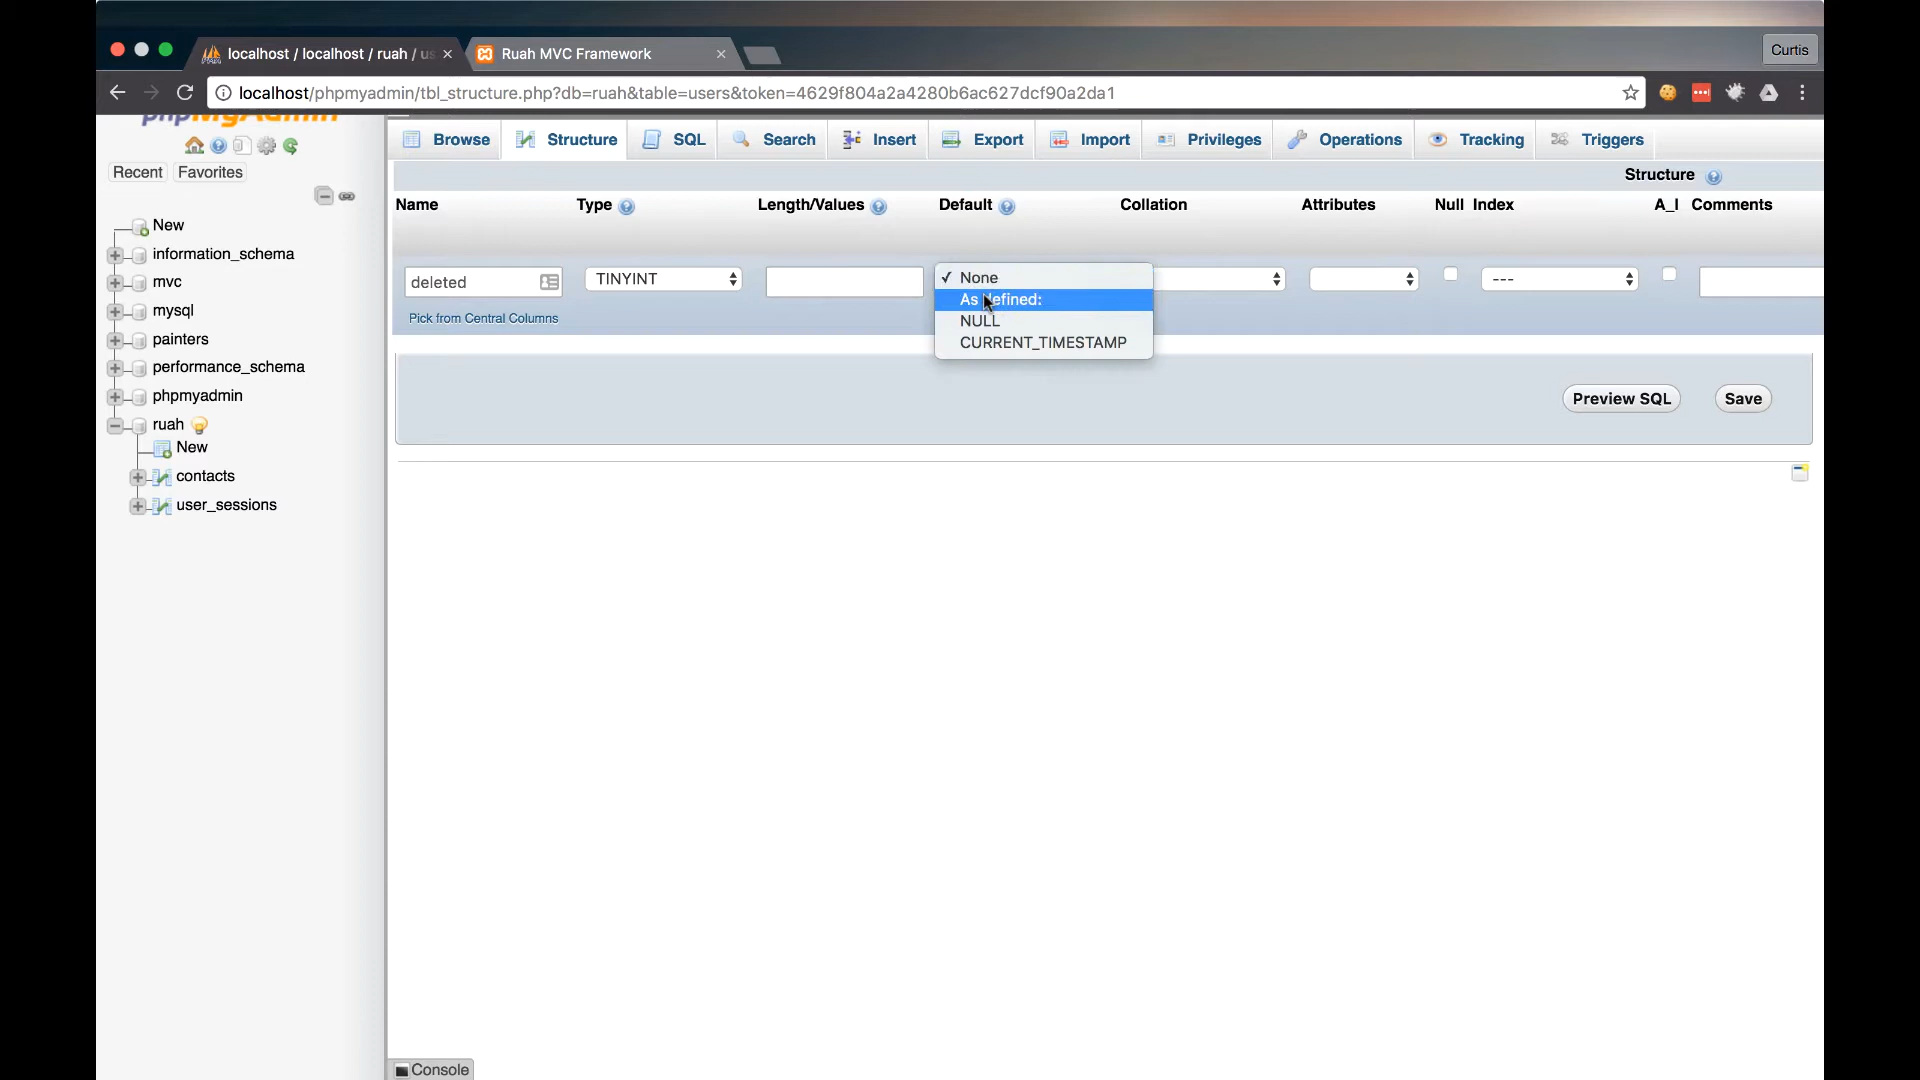 localhost / localhost / ruah / us
Ruah MVC Framework
Curtis
localhost/phpmyadmin/tbl_structure.php?db=ruah&table=users&token=4629f804a2a4280b6ac627dcf90a2da1
phpMyAdmin
Recent
Favorites
New
information_schema
mvc
mysql
painters
performance_schema
phpmyadmin
ruah
New
contacts
user_sessions
Browse
Structure
SQL
Search
Insert
Export
Import
Privileges
Operations
Tracking
Triggers
Structure
Name
Type
Length/Values
Default
Collation
Attributes
Null
Index
A_I
Comments
deleted
TINYINT
None
As defined:
NULL
CURRENT_TIMESTAMP
---
Pick from Central Columns
Preview SQL
Save
Console